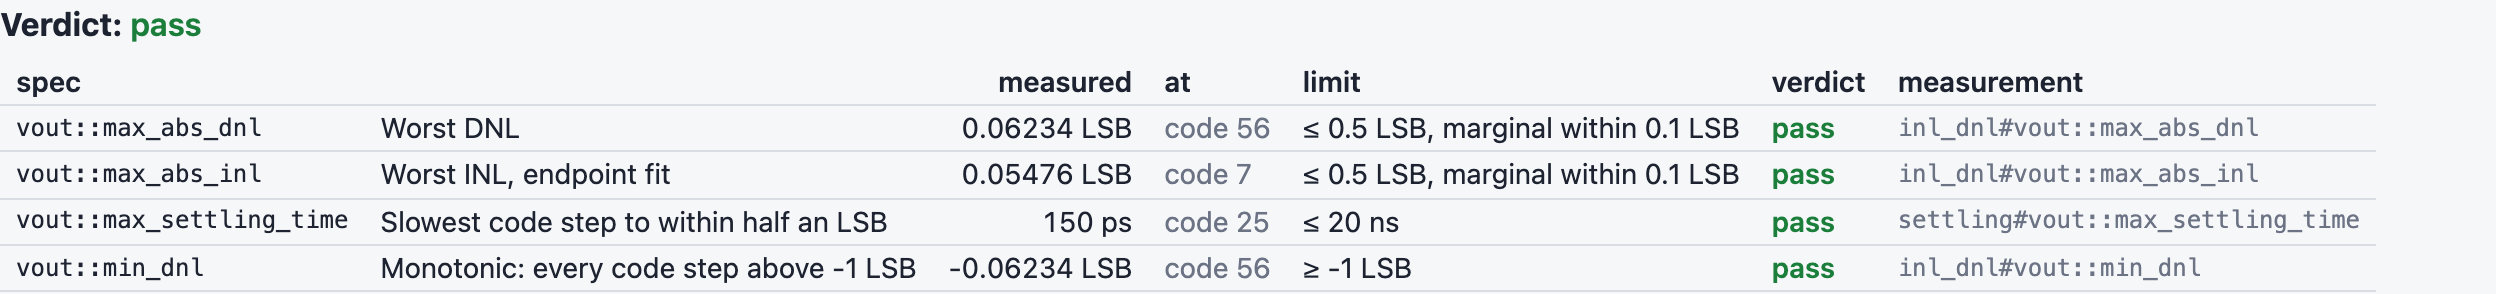 Verdict: pass
spec measured at limit verdict measurement
vout::max_abs_dnl Worst DNL 0.06234 LSB code 56 ≤ 0.5 LSB, marginal within 0.1 LSB pass inl_dnl#vout::max_abs_dnl
vout::max_abs_inl Worst INL, endpoint fit 0.05476 LSB code 7 ≤ 0.5 LSB, marginal within 0.1 LSB pass inl_dnl#vout::max_abs_inl
vout::max_settling_time Slowest code step to within half an LSB 150 ps code 25 ≤ 20 ns pass settling#vout::max_settling_time
vout::min_dnl Monotonic: every code step above -1 LSB -0.06234 LSB code 56 ≥ -1 LSB pass inl_dnl#vout::min_dnl